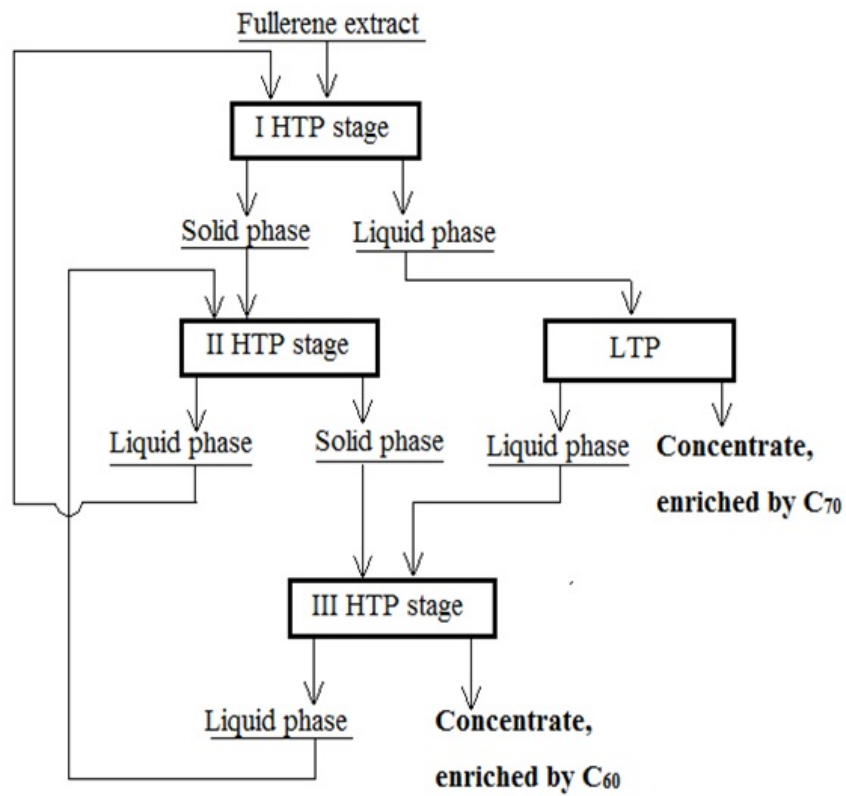 Fullerene extract
I HTP stage
Solid phase
Liquid phase
II HTP stage
LTP
Liquid phase
Solid phase
Liquid phase
Concentrate,
enriched by C₇₀
III HTP stage
Liquid phase
Concentrate,
enriched by C₆₀